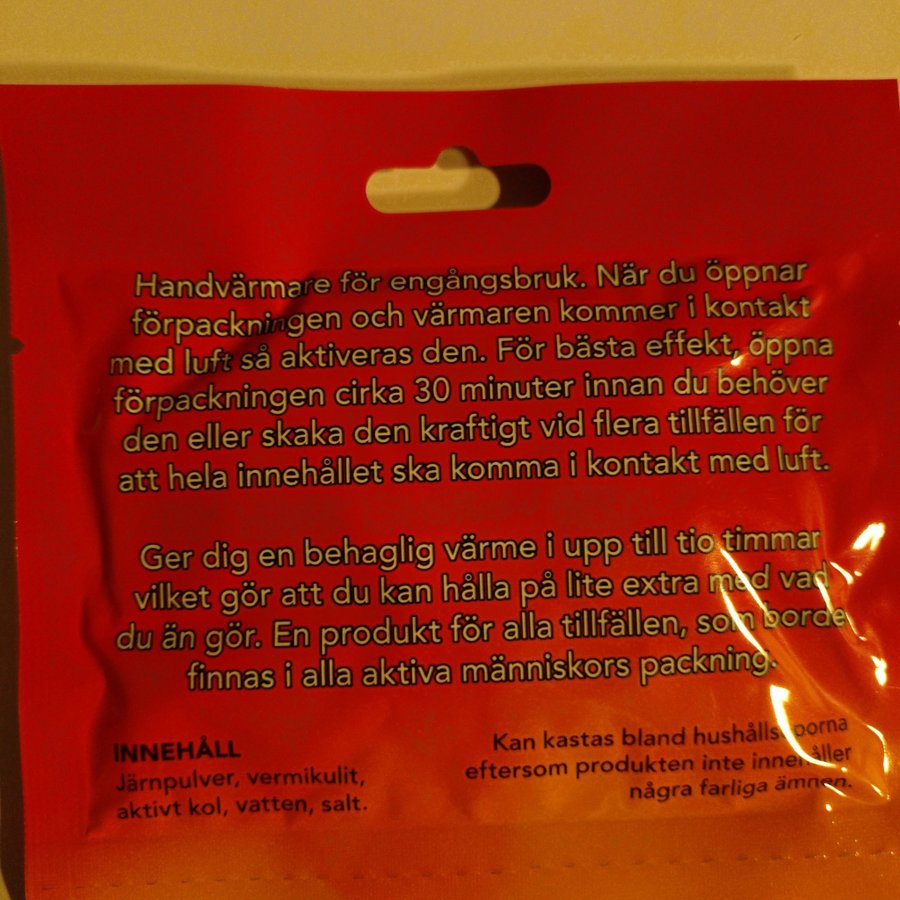 Handvärmare för engångsbruk. När du öppnar
förpackningen och värmaren kommer i kontakt
med luft så aktiveras den. För bästa effekt, öppna
förpackningen cirka 30 minuter innan du behöver
den eller skaka den kraftigt vid flera tillfällen för
att hela innehållet ska komma i kontakt med luft.
Ger dig en behaglig värme i upp till tio timmar
vilket gör att du kan hålla på lite extra med vad
du än gör. En produkt för alla tillfällen, som borde
finnas i alla aktiva människors packning.
INNEHÅLL
Järnpulver, vermikulit,
aktivt kol, vatten, salt.
Kan kastas bland hushållssoporna
eftersom produkten inte innehåller
några farliga ämnen.